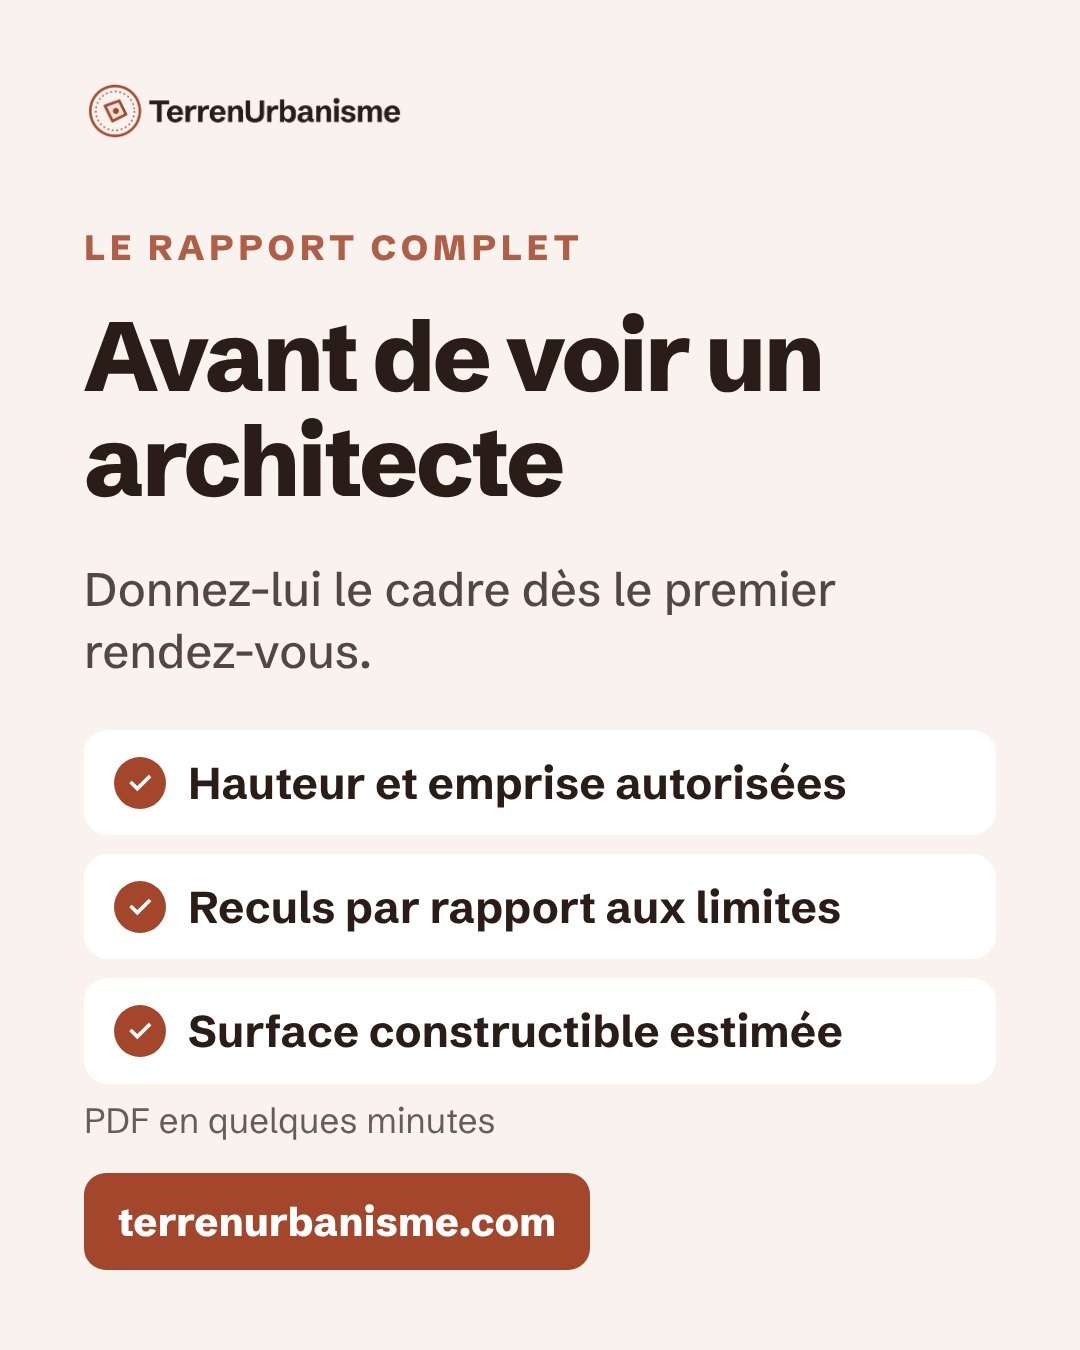 TerrenUrbanisme
LE RAPPORT COMPLET
Avant de voir un
architecte
Donnez-lui le cadre dès le premier
rendez-vous.
Hauteur et emprise autorisées
Reculs par rapport aux limites
Surface constructible estimée
PDF en quelques minutes
terrenurbanisme.com